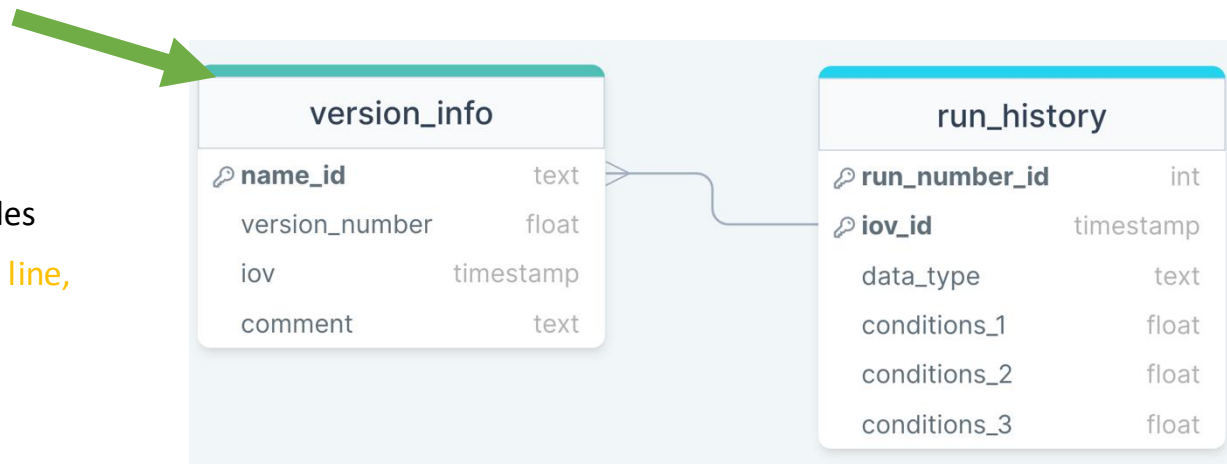 les
line,
version_info
name_id text
version_number float
iov timestamp
comment text
run_history
run_number_id int
iov_id timestamp
data_type text
conditions_1 float
conditions_2 float
conditions_3 float